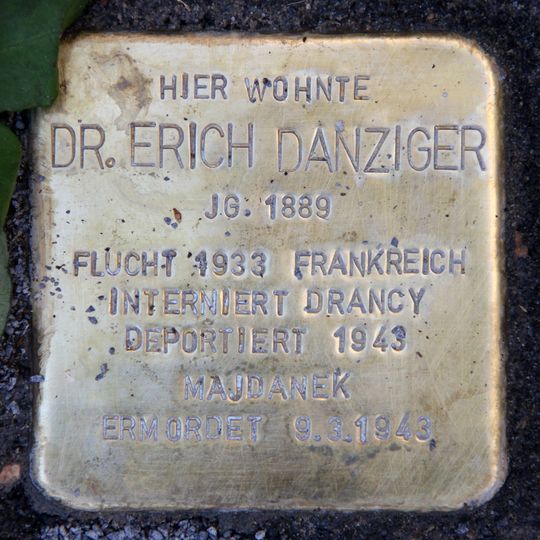 HIER WOHNTE
DR. ERICH DANZIGER
JG. 1889
FLUCHT 1933 FRANKREICH
INTERNIERT DRANCY
DEPORTIERT 1943
MAJDANEK
ERMORDET 9.3.1943